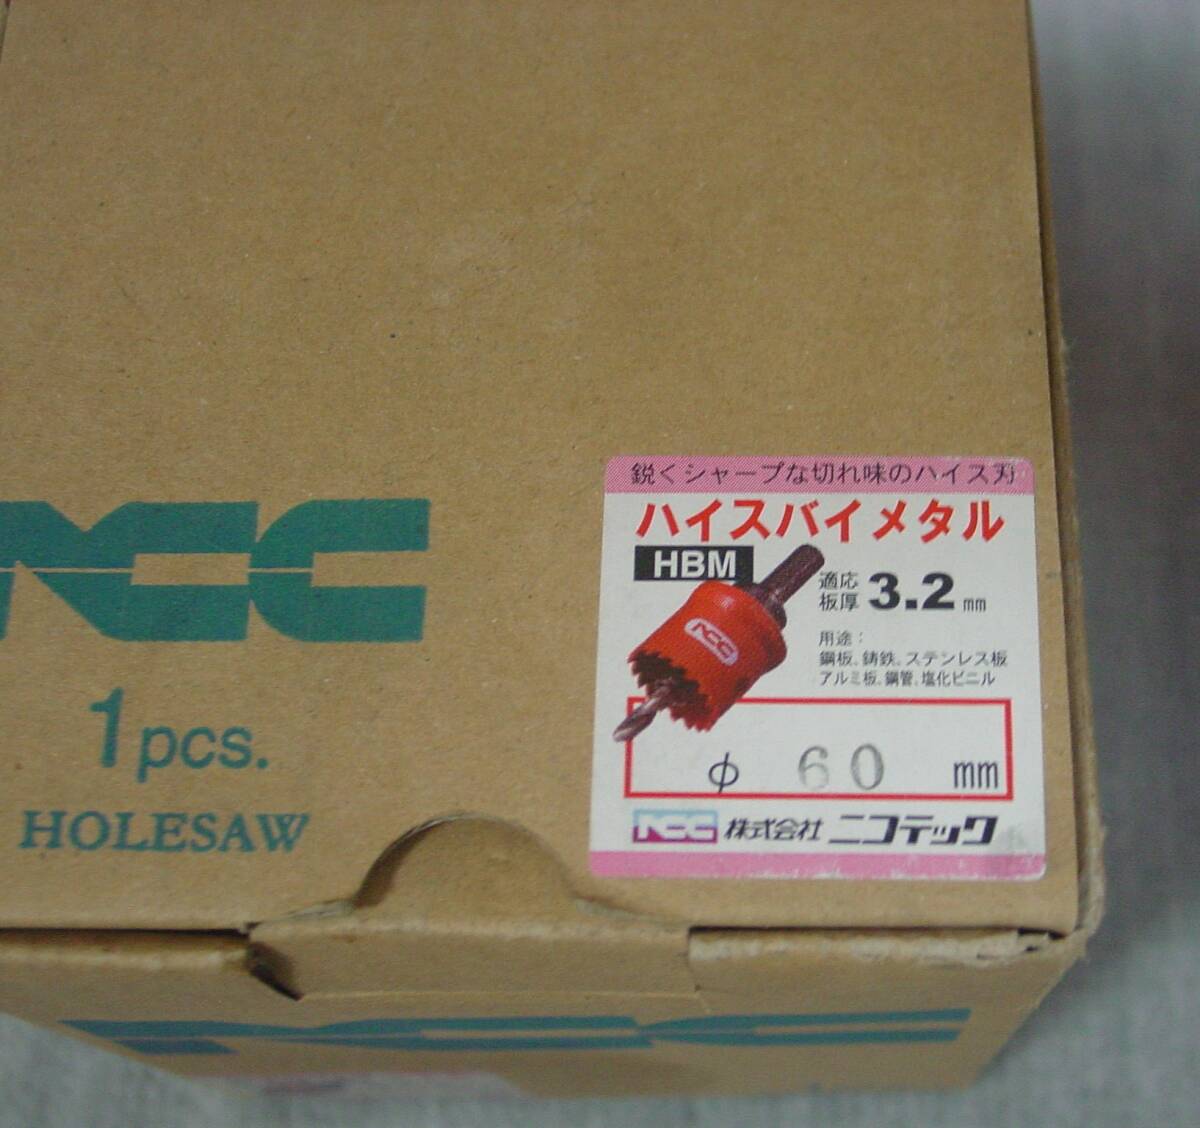 NCC
1pcs.
HOLESAW
鋭くシャープな切れ味のハイス刃
ハイスバイメタル
HBM
適応板厚 3.2 mm
NCC
用途：
鋼板、鋳鉄、ステンレス板
アルミ板、鋼管、塩化ビニル
φ 60 mm
NCC 株式会社 ニコテック
NCC